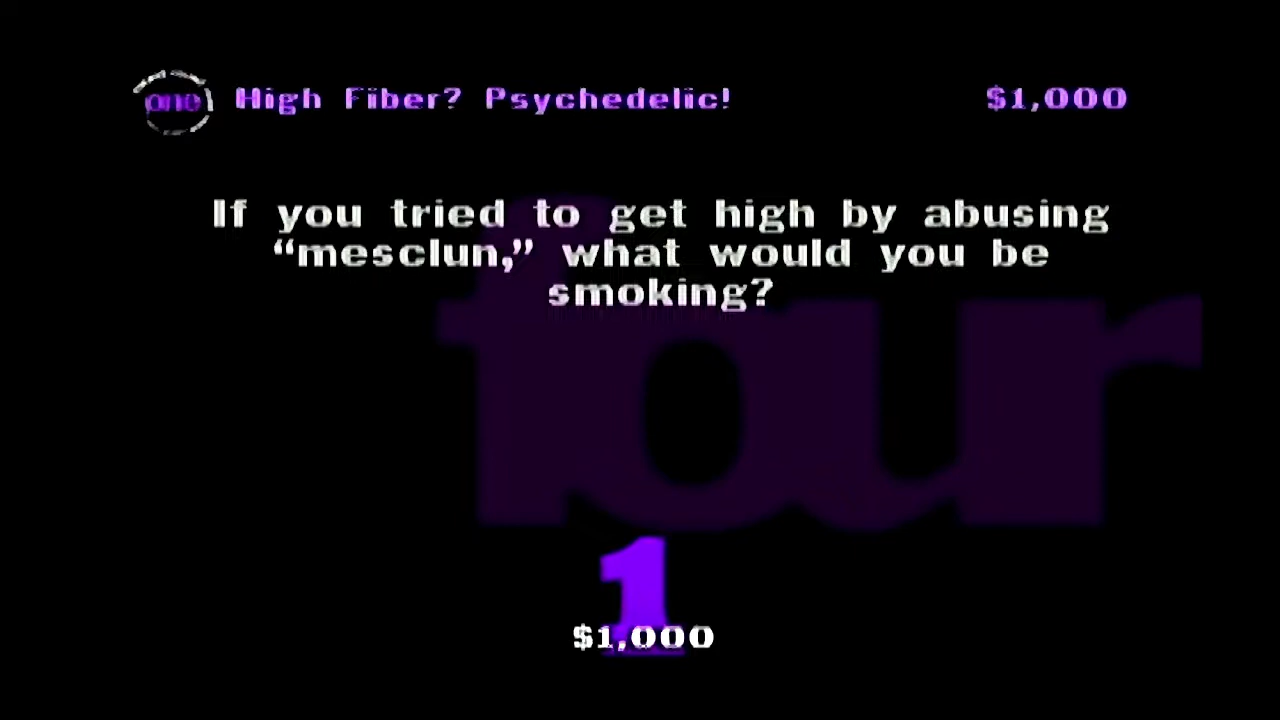 one High Fiber? Psychedelic! $1,000
If you tried to get high by abusing
“mesclun,” what would you be
smoking?
four
1
$1,000